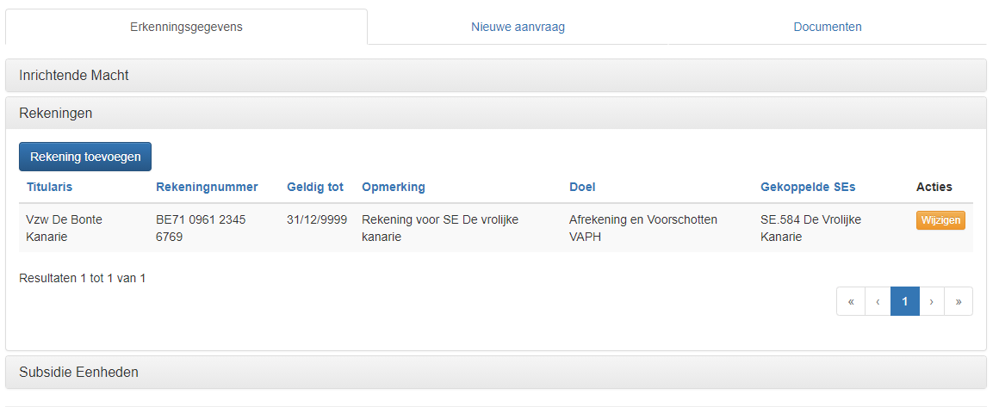 Erkenningsgegevens Nieuwe aanvraag Documenten
Inrichtende Macht
Rekeningen
Rekening toevoegen
Titularis Rekeningnummer Geldig tot Opmerking Doel Gekoppelde SEs Acties
Vzw De Bonte BE71 0961 2345 31/12/9999 Rekening voor SE De vrolijke Afrekening en Voorschotten SE.584 De Vrolijke Wijzigen
Kanarie 6769 kanarie VAPH Kanarie
Resultaten 1 tot 1 van 1
« ‹ 1 › »
Subsidie Eenheden